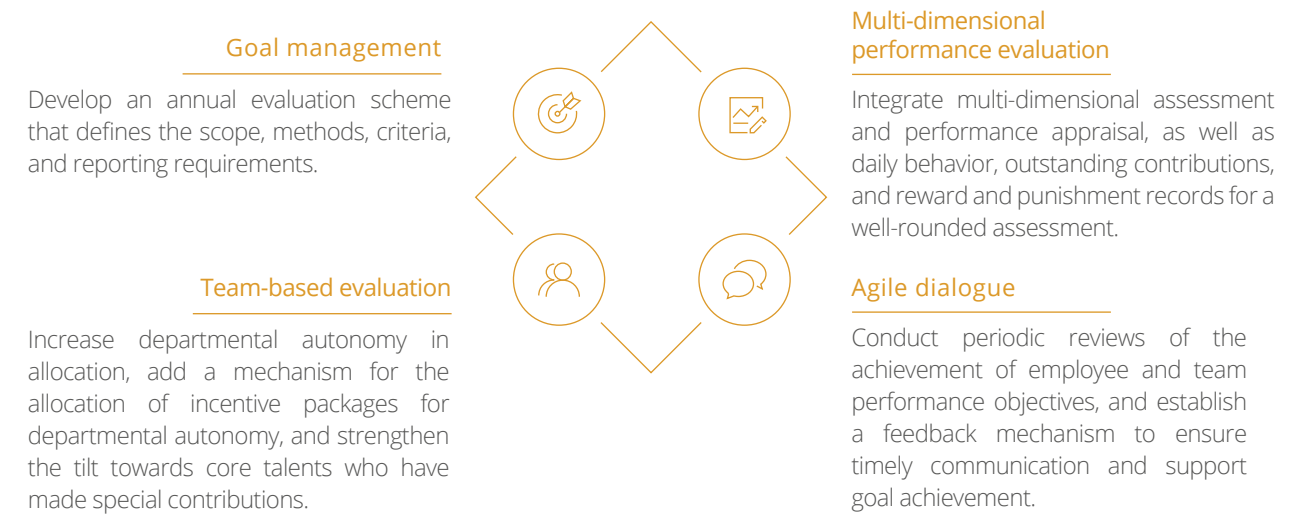 Goal management
Develop an annual evaluation scheme
that defines the scope, methods, criteria,
and reporting requirements.
Multi-dimensional
performance evaluation
Integrate multi-dimensional assessment
and performance appraisal, as well as
daily behavior, outstanding contributions,
and reward and punishment records for a
well-rounded assessment.
Team-based evaluation
Increase departmental autonomy in
allocation, add a mechanism for the
allocation of incentive packages for
departmental autonomy, and strengthen
the tilt towards core talents who have
made special contributions.
Agile dialogue
Conduct periodic reviews of the
achievement of employee and team
performance objectives, and establish
a feedback mechanism to ensure
timely communication and support
goal achievement.